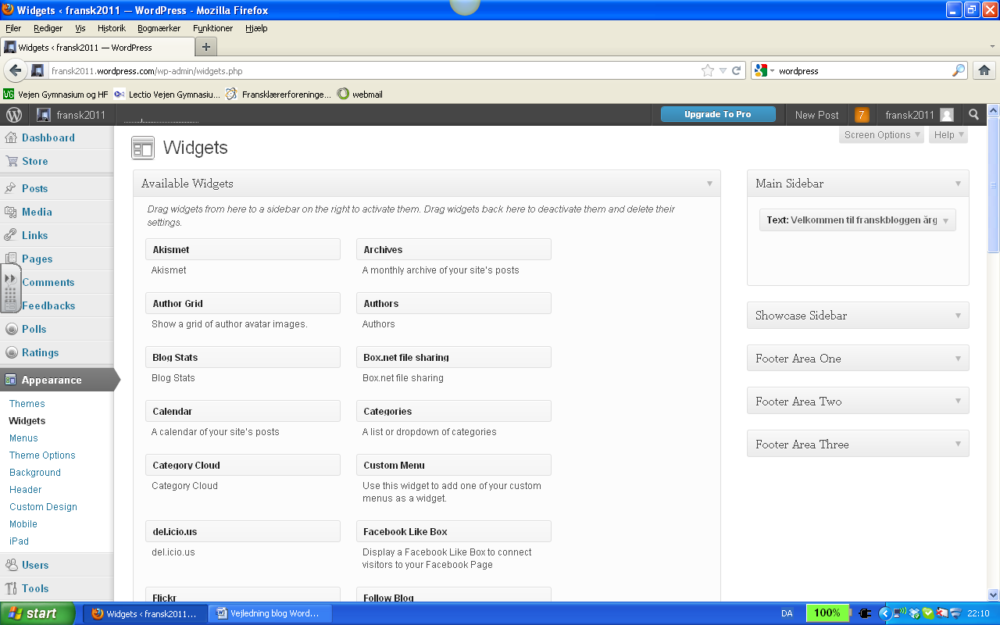 Widgets ‹ fransk2011 — WordPress - Mozilla Firefox
Filer Rediger Vis Historik Bogmærker Funktioner Hjælp
Widgets ‹ fransk2011 — WordPress
fransk2011.wordpress.com/wp-admin/widgets.php
wordpress
VG Vejen Gymnasium og HF
Lectio Vejen Gymnasiu...
Fransklærerforeninge...
webmail
fransk2011
Upgrade To Pro
New Post
7
fransk2011
Dashboard
Store
Posts
Media
Links
Pages
Comments
Feedbacks
Polls
Ratings
Appearance
Themes
Widgets
Menus
Theme Options
Background
Header
Custom Design
Mobile
iPad
Users
Tools
Screen Options
Help
Widgets
Available Widgets
Drag widgets from here to a sidebar on the right to activate them. Drag widgets back here to deactivate them and delete their
settings.
Akismet
Akismet
Archives
A monthly archive of your site's posts
Author Grid
Show a grid of author avatar images.
Authors
Authors
Blog Stats
Blog Stats
Box.net file sharing
Box.net file sharing
Calendar
A calendar of your site's posts
Categories
A list or dropdown of categories
Category Cloud
Category Cloud
Custom Menu
Use this widget to add one of your custom
menus as a widget.
del.icio.us
del.icio.us
Facebook Like Box
Display a Facebook Like Box to connect
visitors to your Facebook Page
Flickr
Follow Blog
Main Sidebar
Text: Velkommen til franskbloggen årg
Showcase Sidebar
Footer Area One
Footer Area Two
Footer Area Three
start
Widgets ‹ fransk2011...
Vejledning blog Word...
DA
100%
22:10